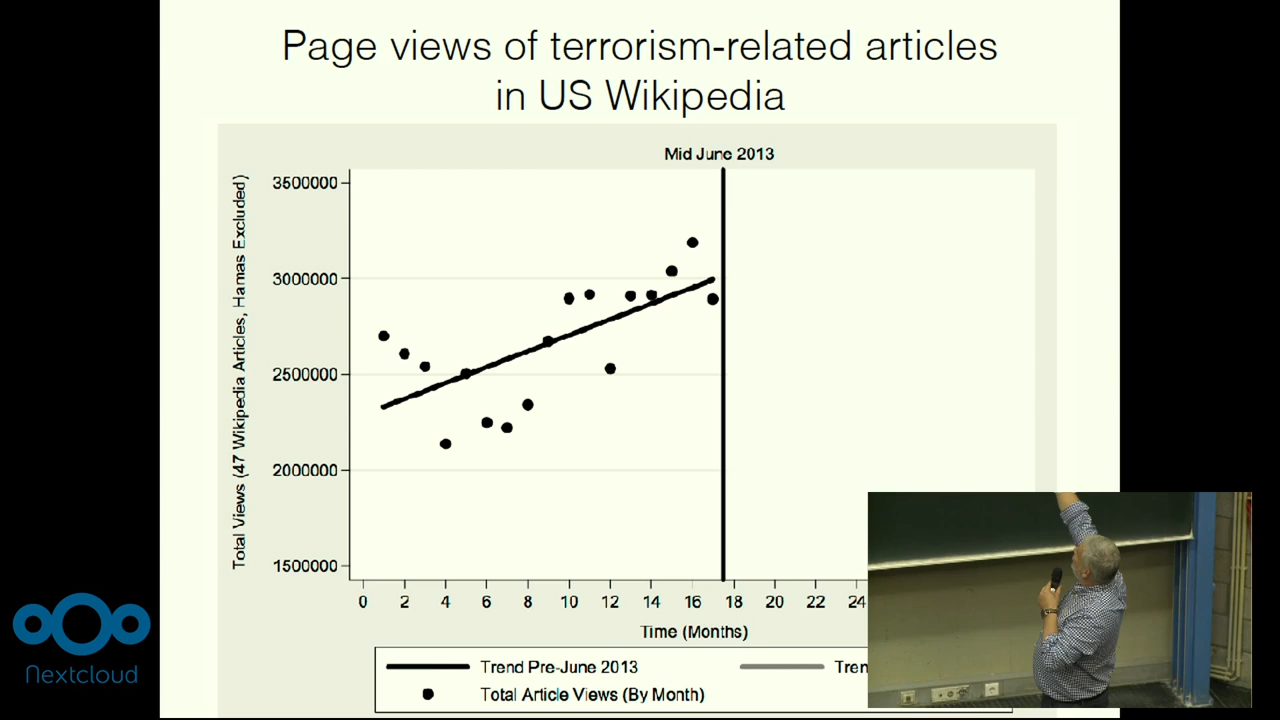 Page views of terrorism-related articles
in US Wikipedia
Mid June 2013
Total Views (47 Wikipedia Articles, Hamas Excluded)
3500000
3000000
2500000
2000000
1500000
0 2 4 6 8 10 12 14 16 18 20 22 24
Time (Months)
Trend Pre-June 2013
Total Article Views (By Month)
Nextcloud